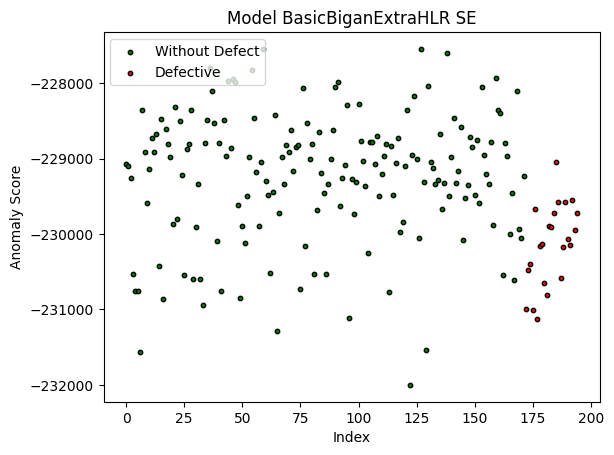 Model BasicBiganExtraHLR SE
Without Defect
Defective
Anomaly Score
−228000
−229000
−230000
−231000
−232000
0
25
50
75
100
125
150
175
200
Index